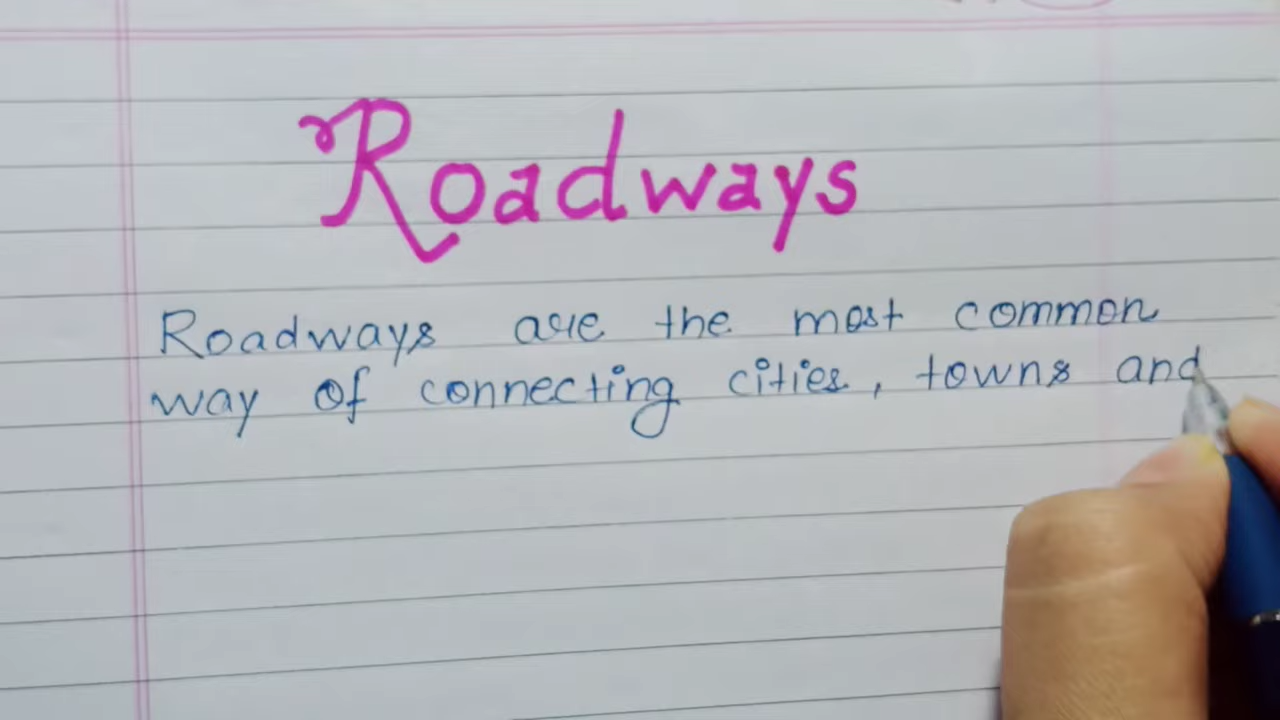 Roadways
Roadways are the most common
way of connecting cities, towns and